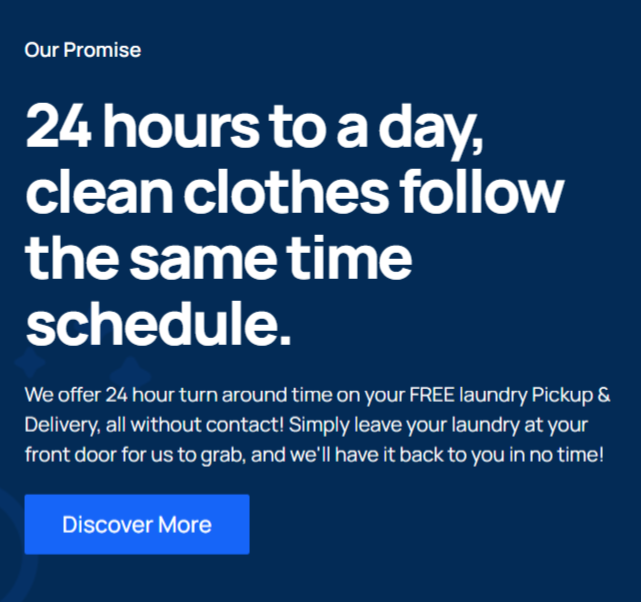 Our Promise
24 hours to a day,
clean clothes follow
the same time
schedule.
We offer 24 hour turn around time on your FREE laundry Pickup &
Delivery, all without contact! Simply leave your laundry at your
front door for us to grab, and we'll have it back to you in no time!
Discover More